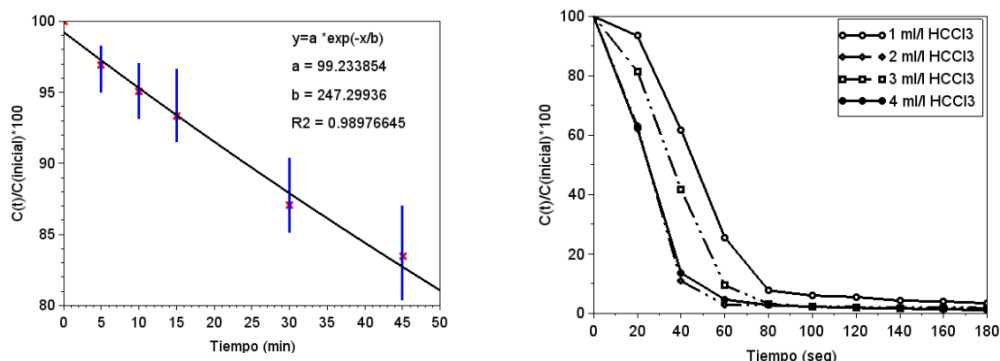 C(t)/C(inicial)*100
100
95
90
85
80
y=a *exp(-x/b)
a = 99.233854
b = 247.29936
R2 = 0.98976645
0 5 10 15 20 25 30 35 40 45 50
Tiempo (min)
C(t)/C(inicial)*100
100
80
60
40
20
0
1 ml/l HCCl3
2 ml/l HCCl3
3 ml/l HCCl3
4 ml/l HCCl3
0 20 40 60 80 100 120 140 160 180
Tiempo (seg)